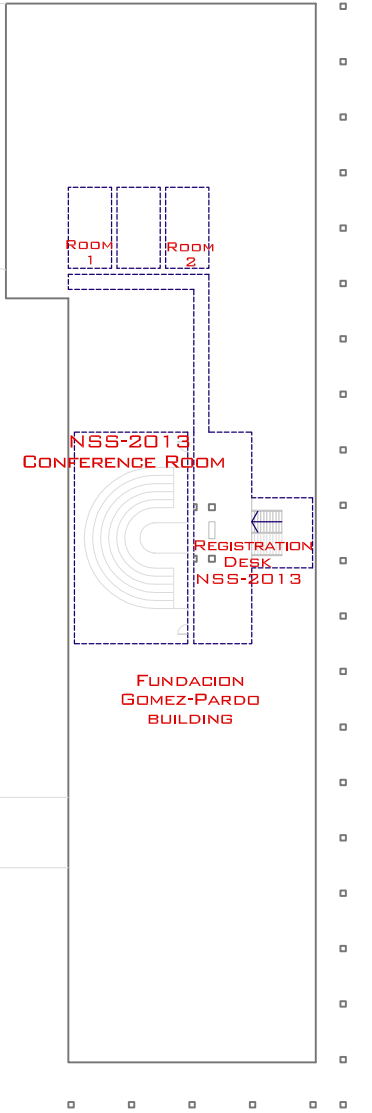 Room
1
Room
2
NSS-2013
Conference Room
Registration
Desk
NSS-2013
Fundacion
Gomez-Pardo
building